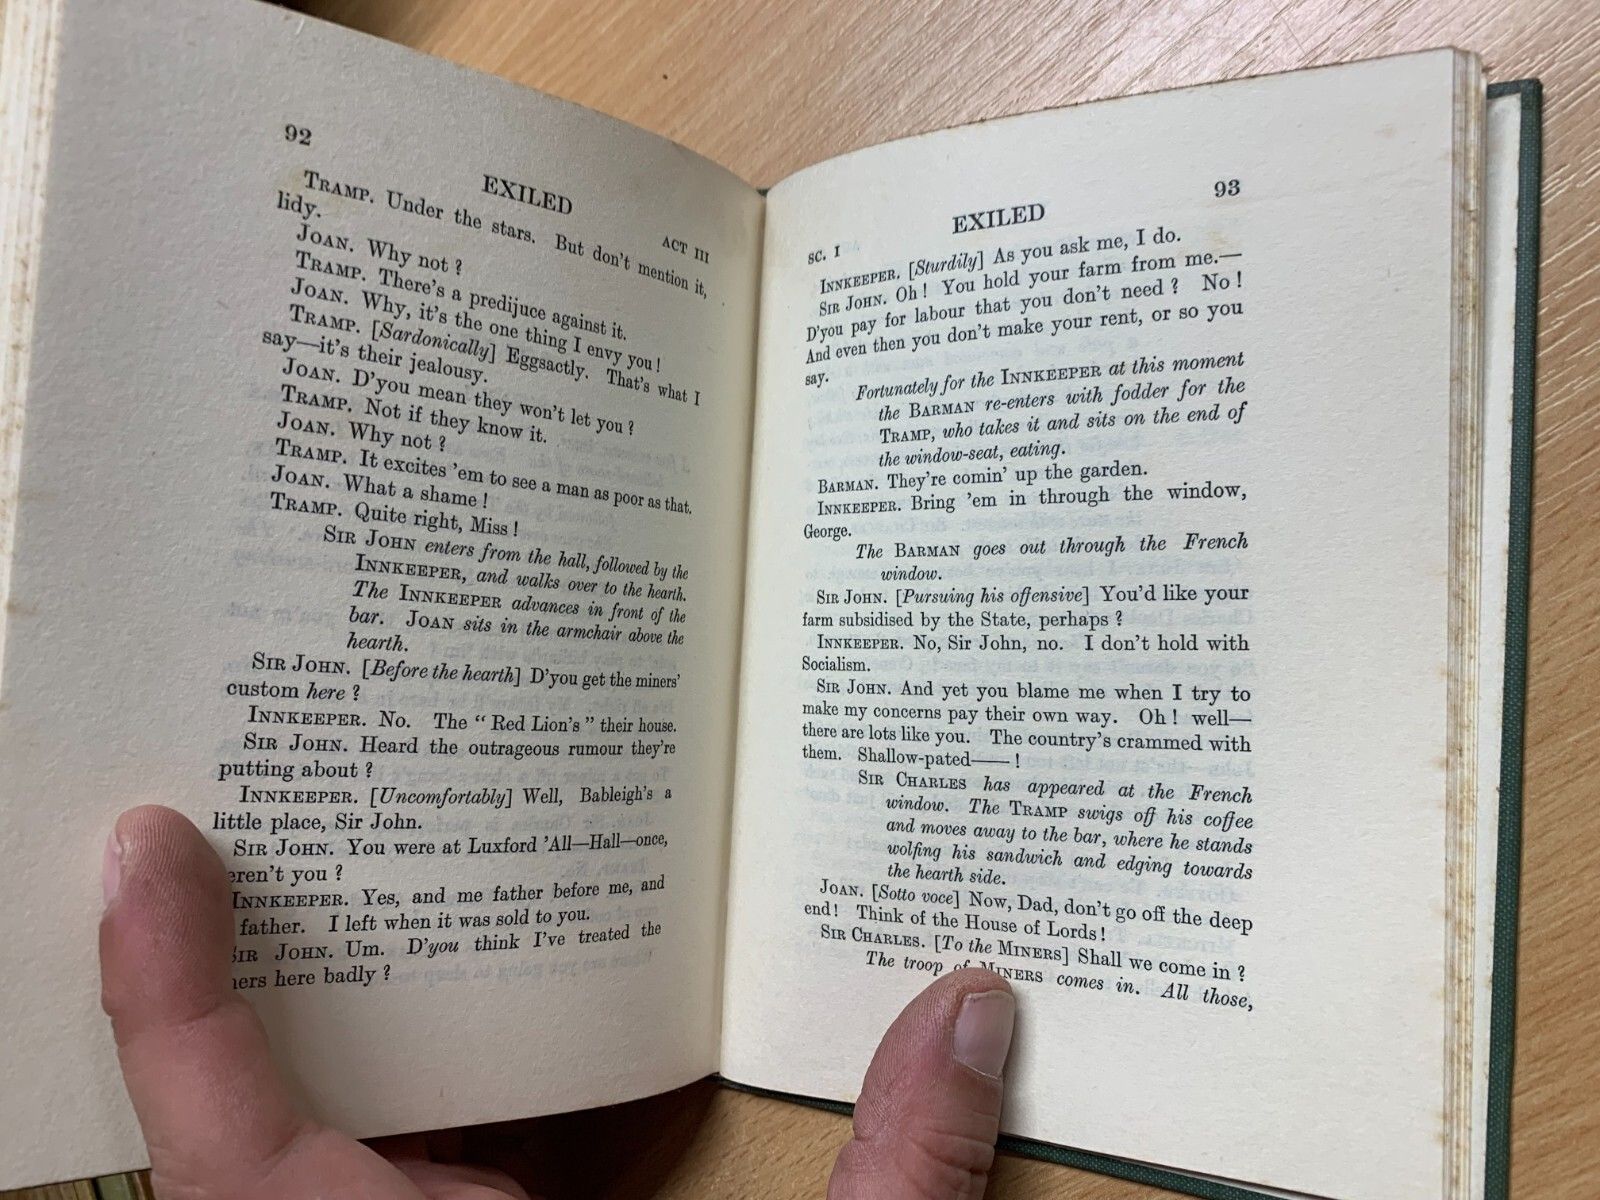 92
EXILED
ACT III
TRAMP. Under the stars. But don't mention it,
lidy.
JOAN. Why not ?
TRAMP. There's a predijuce against it.
JOAN. Why, it's the one thing I envy you !
TRAMP. [Sardonically] Eggsactly. That's what I
say—it's their jealousy.
JOAN. D'you mean they won't let you ?
TRAMP. Not if they know it.
JOAN. Why not ?
TRAMP. It excites 'em to see a man as poor as that.
JOAN. What a shame !
TRAMP. Quite right, Miss !
SIR JOHN enters from the hall, followed by the
INNKEEPER, and walks over to the hearth.
The INNKEEPER advances in front of the
bar. JOAN sits in the armchair above the
hearth.
SIR JOHN. [Before the hearth] D'you get the miners'
custom here ?
INNKEEPER. No. The " Red Lion's " their house.
SIR JOHN. Heard the outrageous rumour they're
putting about ?
INNKEEPER. [Uncomfortably] Well, Bableigh's a
little place, Sir John.
SIR JOHN. You were at Luxford 'All—Hall—once,
eren't you ?
INNKEEPER. Yes, and me father before me, and
father. I left when it was sold to you.
SIR JOHN. Um. D'you think I've treated the
ners here badly ?
93
EXILED
SC. I
INNKEEPER. [Sturdily] As you ask me, I do.
SIR JOHN. Oh ! You hold your farm from me.—
D'you pay for labour that you don't need ? No !
And even then you don't make your rent, or so you
say.
Fortunately for the INNKEEPER at this moment
the BARMAN re-enters with fodder for the
TRAMP, who takes it and sits on the end of
the window-seat, eating.
BARMAN. They're comin' up the garden.
INNKEEPER. Bring 'em in through the window,
George.
The BARMAN goes out through the French
window.
SIR JOHN. [Pursuing his offensive] You'd like your
farm subsidised by the State, perhaps ?
INNKEEPER. No, Sir John, no. I don't hold with
Socialism.
SIR JOHN. And yet you blame me when I try to
make my concerns pay their own way. Oh ! well—
there are lots like you. The country's crammed with
them. Shallow-pated—— !
SIR CHARLES has appeared at the French
window. The TRAMP swigs off his coffee
and moves away to the bar, where he stands
wolfing his sandwich and edging towards
the hearth side.
JOAN. [Sotto voce] Now, Dad, don't go off the deep
end ! Think of the House of Lords !
SIR CHARLES. [To the MINERS] Shall we come in ?
The troop of MINERS comes in. All those,